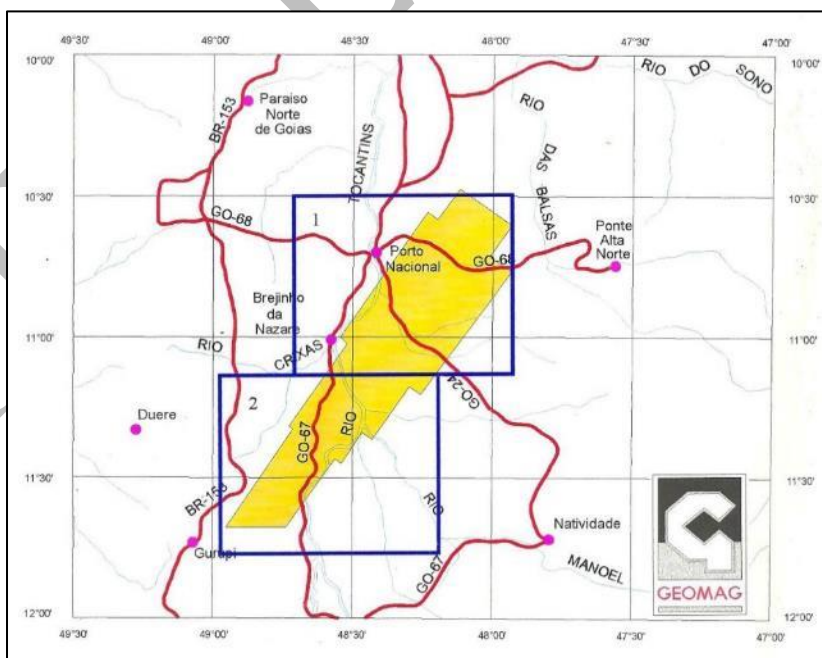 49°30'
49°00'
48°30'
48°00'
47°30'
47°00'
10°00'
10°00'
RIO DO SONO
BR-153
Paraiso
Norte
de Goias
TOCANTINS
RIO
DAS BALSAS
10°30'
10°30'
GO-68
1
Porto
Nacional
GO-68
Ponte
Alta
Norte
Brejinho
da
Nazare
11°00'
11°00'
RIO
CRIXAS
GO-24
2
Duere
GO-67
RIO
11°30'
11°30'
BR-153
RIO
Gurupi
Natividade
MANOEL
GO-67
GEOMAG
12°00'
12°00'
49°30'
49°00'
48°30'
48°00'
47°30'
47°00'